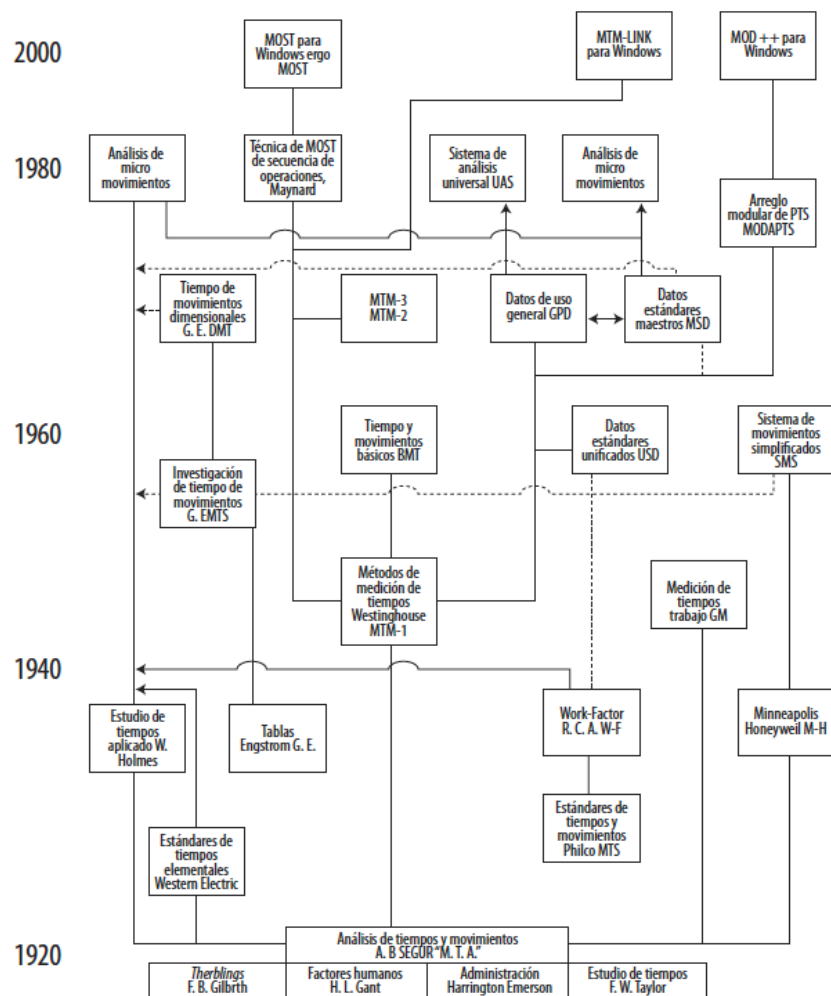 2000
MOST para
Windows ergo
MOST
MTM-LINK
para Windows
MOD ++ para
Windows
1980
Análisis de
micro
movimientos
Técnica de MOST
de secuencia de
operaciones,
Maynard
Sistema de
análisis
universal UAS
Análisis de
micro
movimientos
Arreglo
modular de PTS
MODAPTS
Tiempo de
movimientos
dimensionales
G. E. DMT
MTM-3
MTM-2
Datos de uso
general GPD
Datos
estándares
maestros MSD
1960
Tiempo y
movimientos
básicos BMT
Datos
estándares
unificados USD
Sistema de
movimientos
simplificados
SMS
Investigación
de tiempo de
movimientos
G. EMTS
Métodos de
medición de
tiempos
Westinghouse
MTM-1
Medición de
tiempos
trabajo GM
1940
Estudio de
tiempos
aplicado W.
Holmes
Tablas
Engstrom G. E.
Work-Factor
R. C. A. W-F
Minneapolis
Honeyweil M-H
Estándares de
tiempos y
movimientos
Philco MTS
Estándares de
tiempos
elementales
Western Electric
1920
Análisis de tiempos y movimientos
A. B SEGUR "M. T. A."
Therblings
F. B. Gilbrth
Factores humanos
H. L. Gant
Administración
Harrington Emerson
Estudio de tiempos
F. W. Taylor